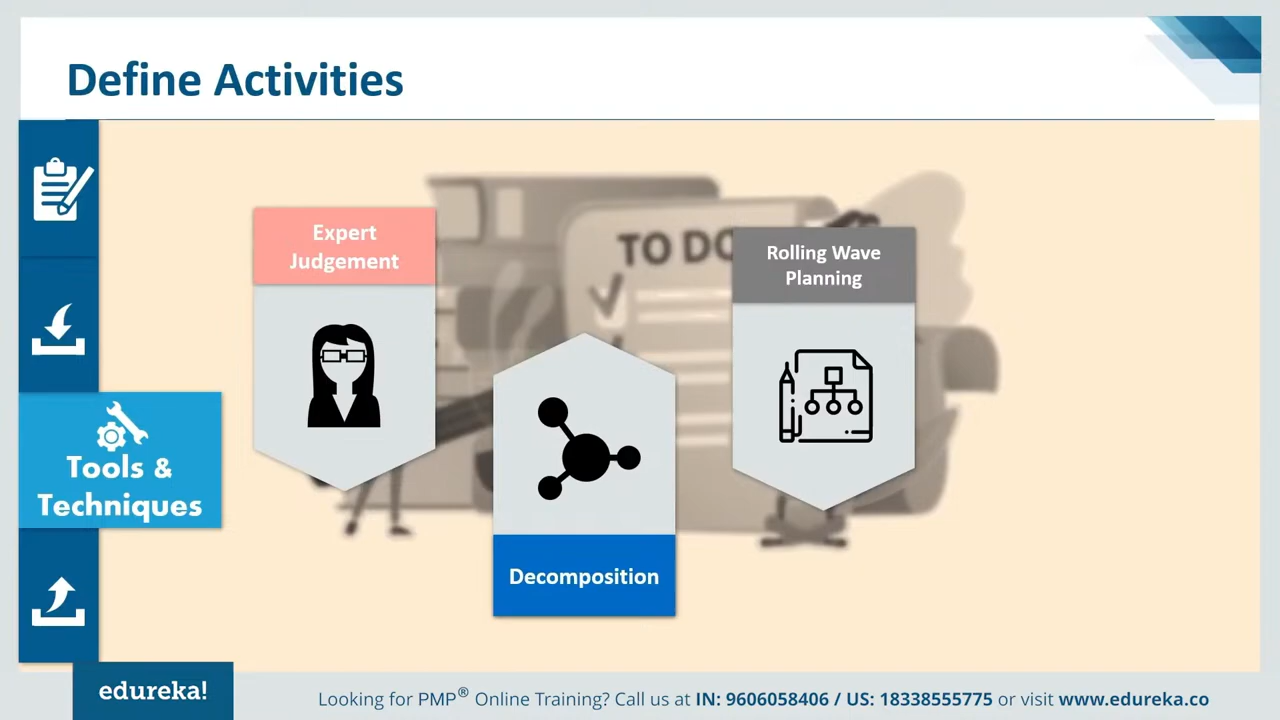 Define Activities
Expert
Judgement
TO DO
Rolling Wave
Planning
Tools &
Techniques
Decomposition
edureka!
Looking for PMP® Online Training? Call us at IN: 9606058406 / US: 18338555775 or visit www.edureka.co